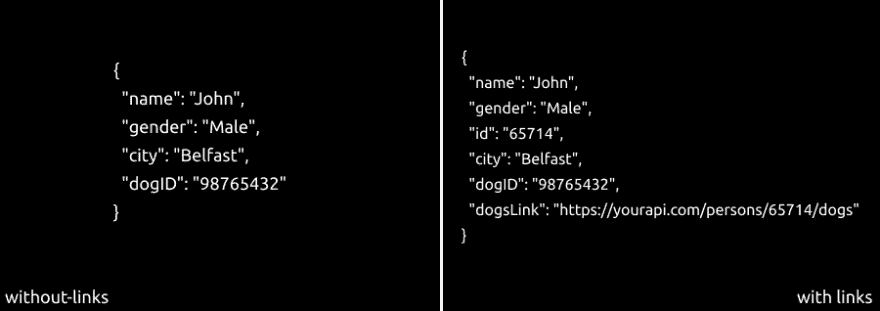 {
"name": "John",
"gender": "Male",
"city": "Belfast",
"dogID": "98765432"
}
without-links
{
"name": "John",
"gender": "Male",
"id": "65714",
"city": "Belfast",
"dogID": "98765432",
"dogsLink": "https://yourapi.com/persons/65714/dogs"
}
with links